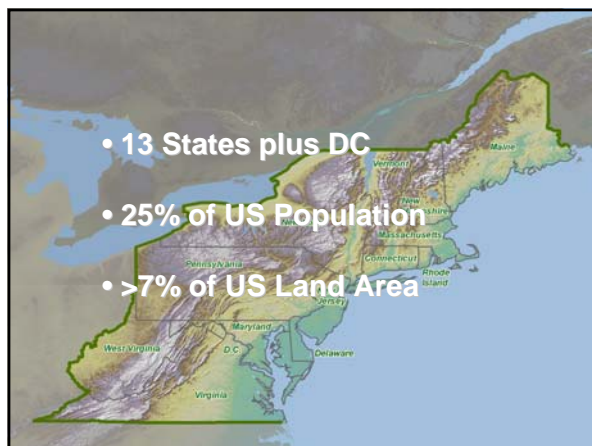 • 13 States plus DC
Maine
Vermont
New
• 25% of US Population
Massachusetts
Connecticut
Pennsylvania
Rhode
Island
• >7% of US Land Area
Jersey
Maryland
West Virginia
D C
Delaware
Virginia